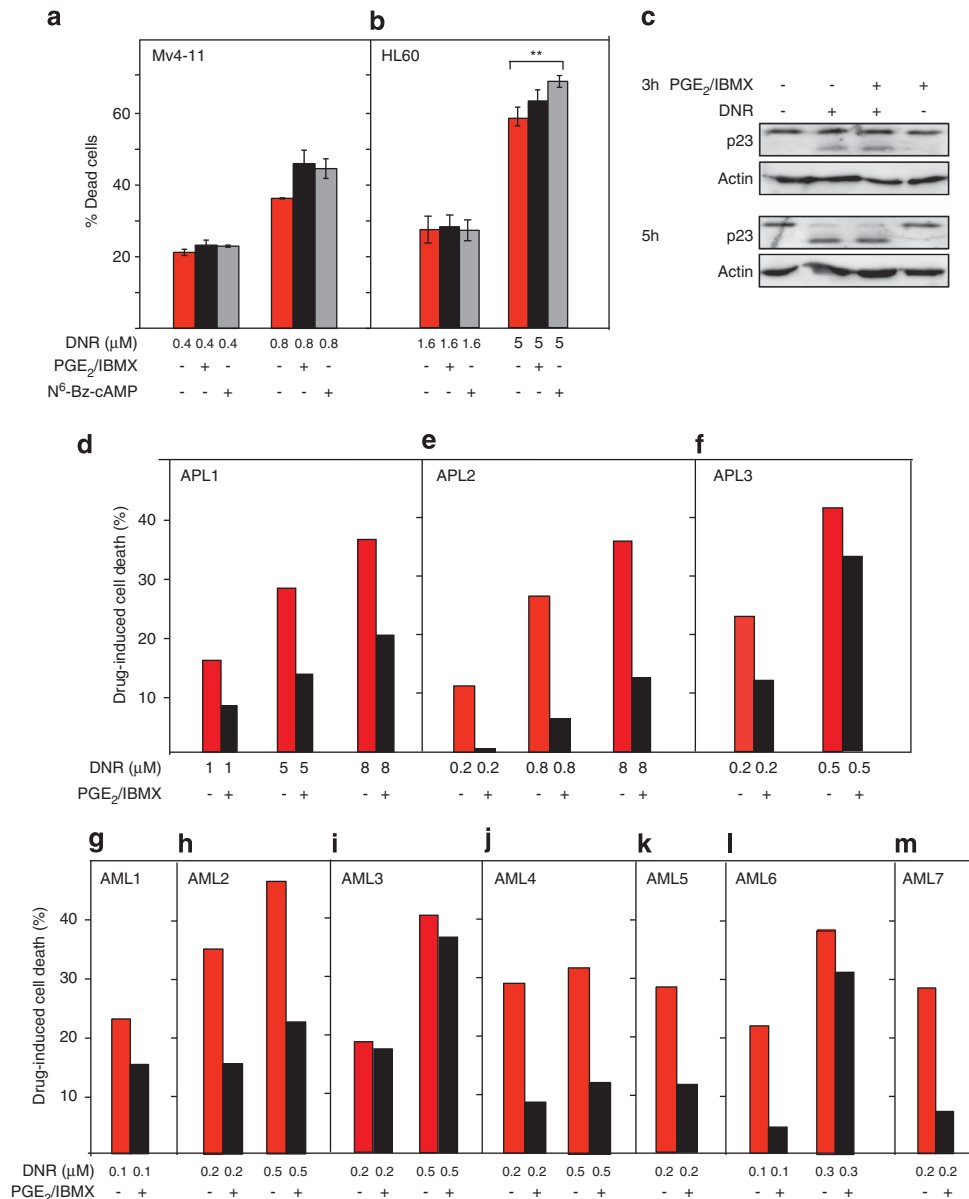 a
b
c
Mv4-11
HL60
**
% Dead cells
60
40
20
DNR (μM)
0.4 0.4 0.4 0.8 0.8 0.8 1.6 1.6 1.6 5 5 5
PGE2/IBMX - + - - + - - + - - + -
N6-Bz-cAMP - - + - - + - - + - - +
3h PGE2/IBMX - - + +
DNR - + + -
p23
Actin
5h
p23
Actin
d
e
f
APL1
APL2
APL3
Drug-induced cell death (%)
40
30
20
10
DNR (μM) 1 1 5 5 8 8 0.2 0.2 0.8 0.8 8 8 0.2 0.2 0.5 0.5
PGE2/IBMX - + - + - + - + - + - + - + - +
g
h
i
j
k
l
m
AML1
AML2
AML3
AML4
AML5
AML6
AML7
Drug-induced cell death (%)
40
30
20
10
DNR (μM) 0.1 0.1 0.2 0.2 0.5 0.5 0.2 0.2 0.5 0.5 0.2 0.2 0.5 0.5 0.2 0.2 0.1 0.1 0.3 0.3 0.2 0.2
PGE2/IBMX - + - + - + - + - + - + - + - + - + - + - +